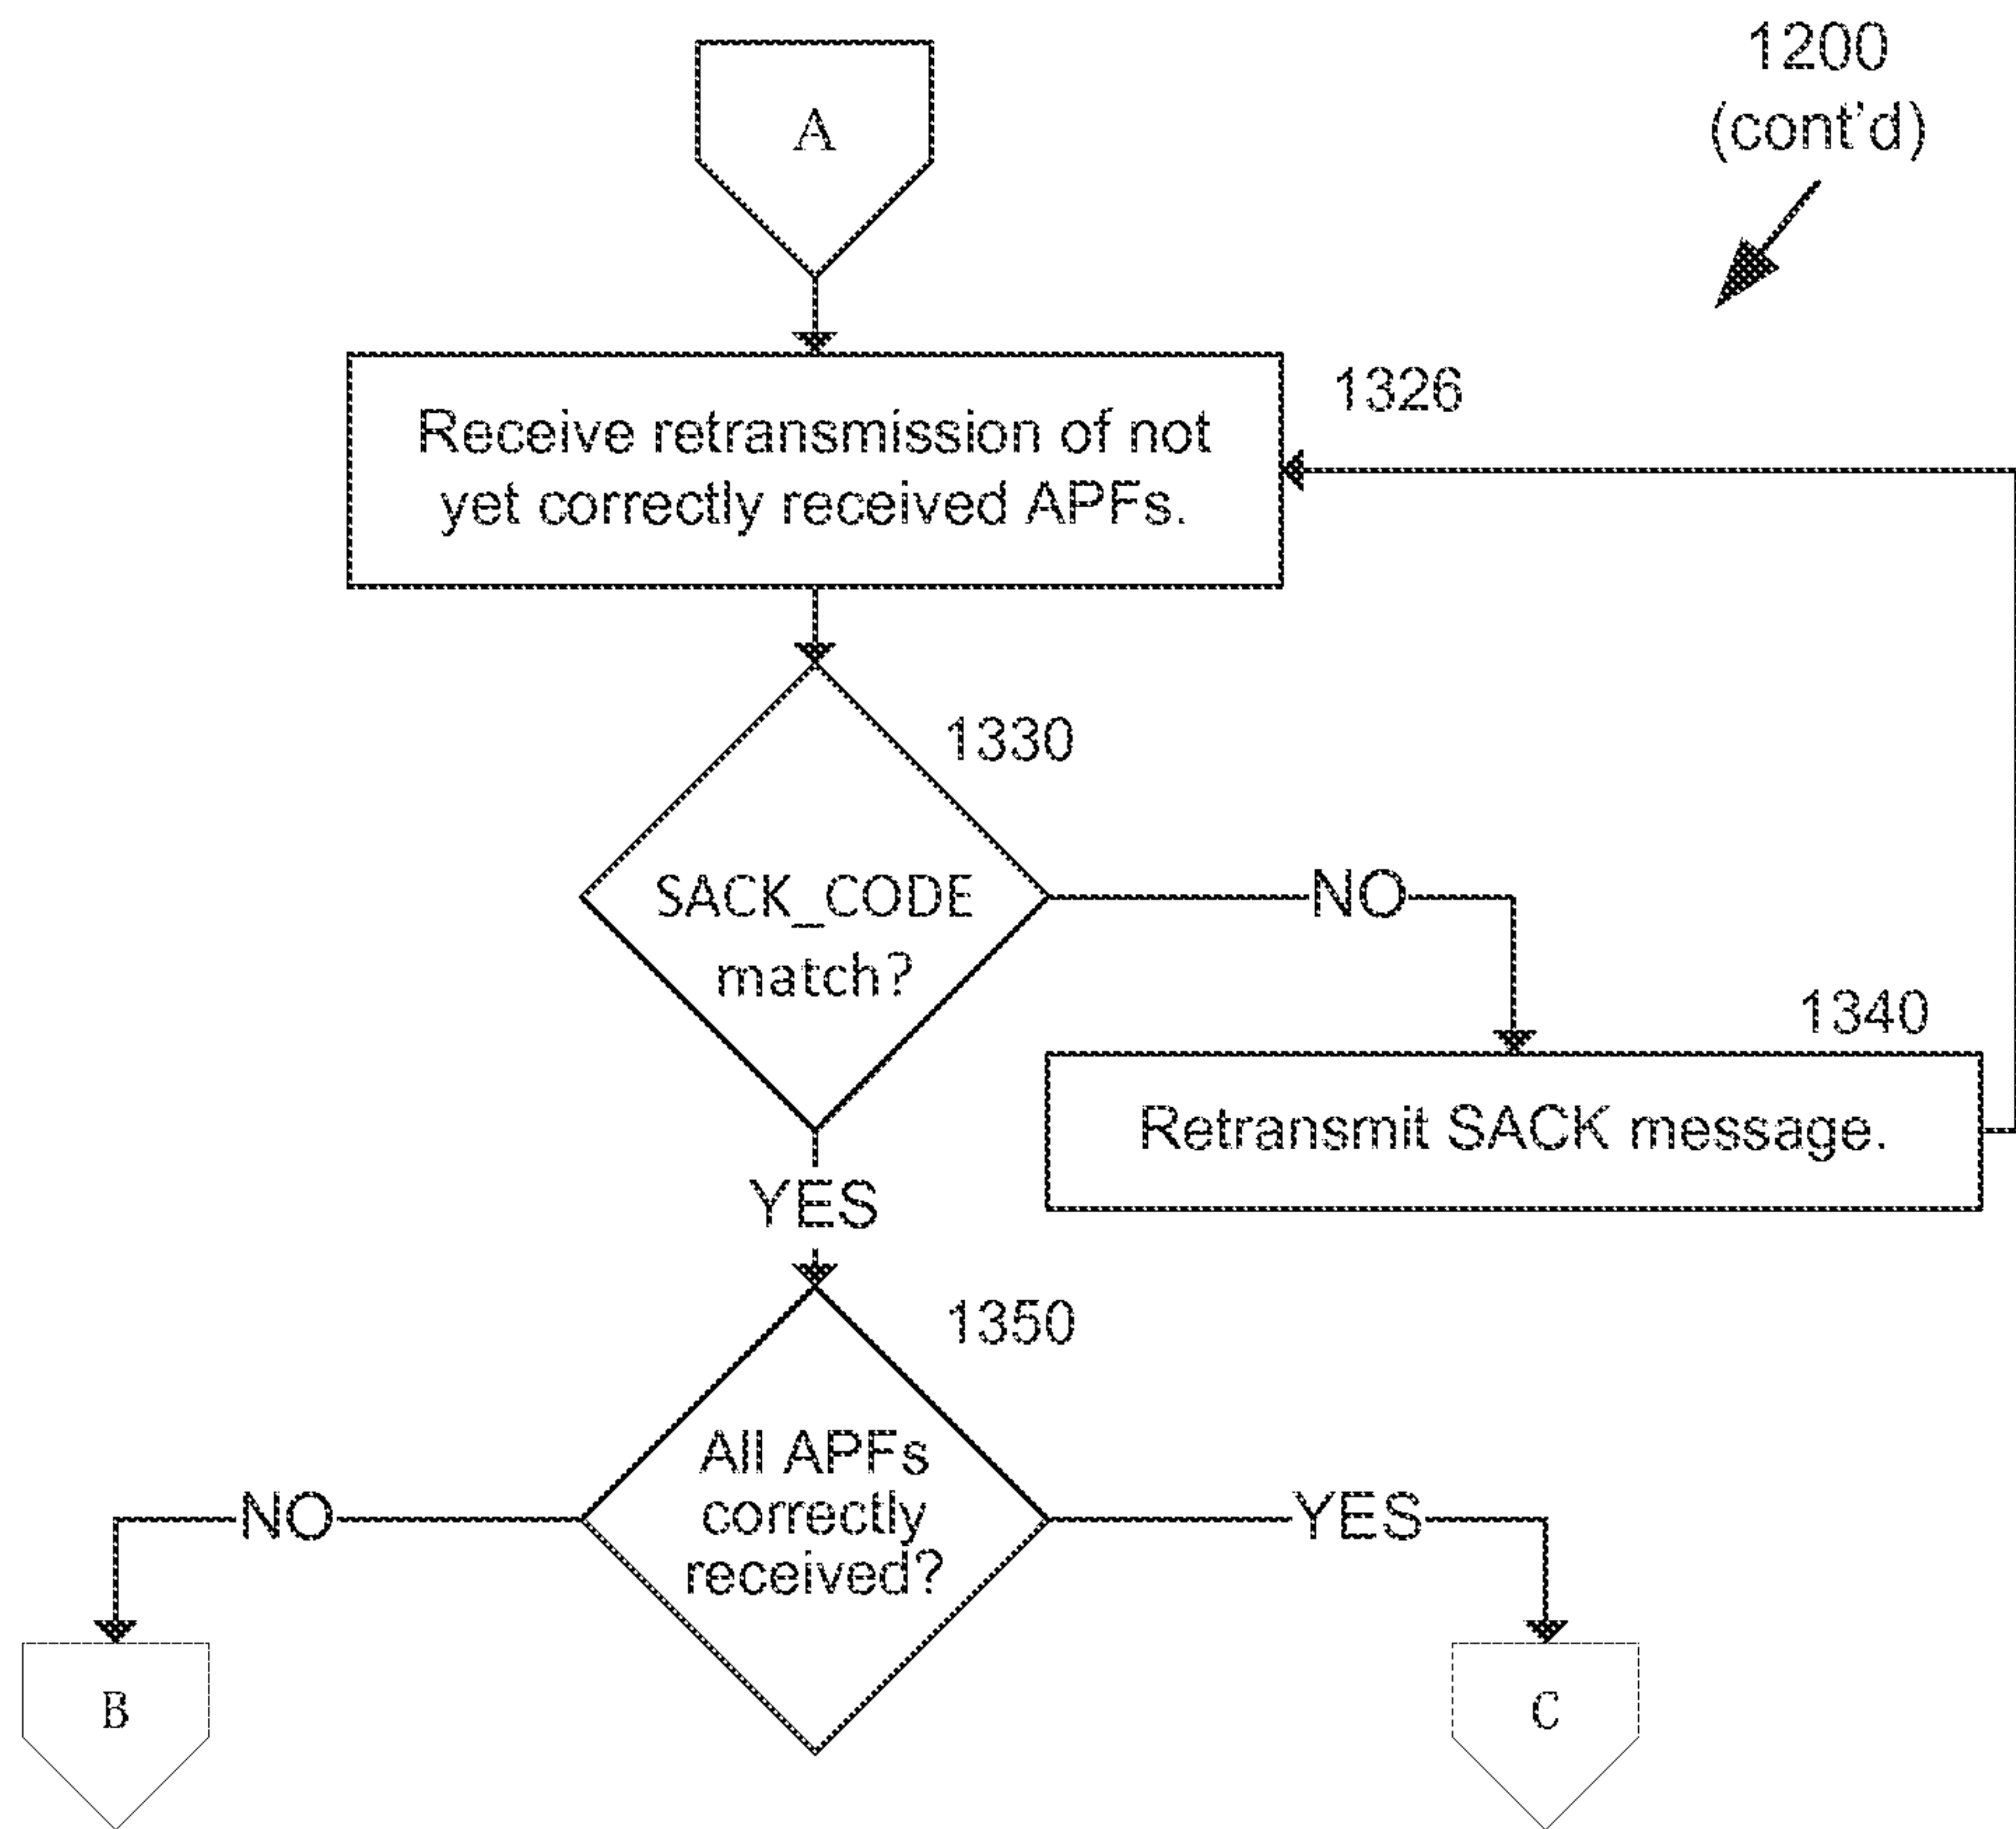 1200
(cont'd)
A
1326
Receive retransmission of not
yet correctly received APFs.
1330
SACK_CODE
match?
NO
1340
Retransmit SACK message.
YES
1350
All APFs
correctly
received?
NO
YES
B
C